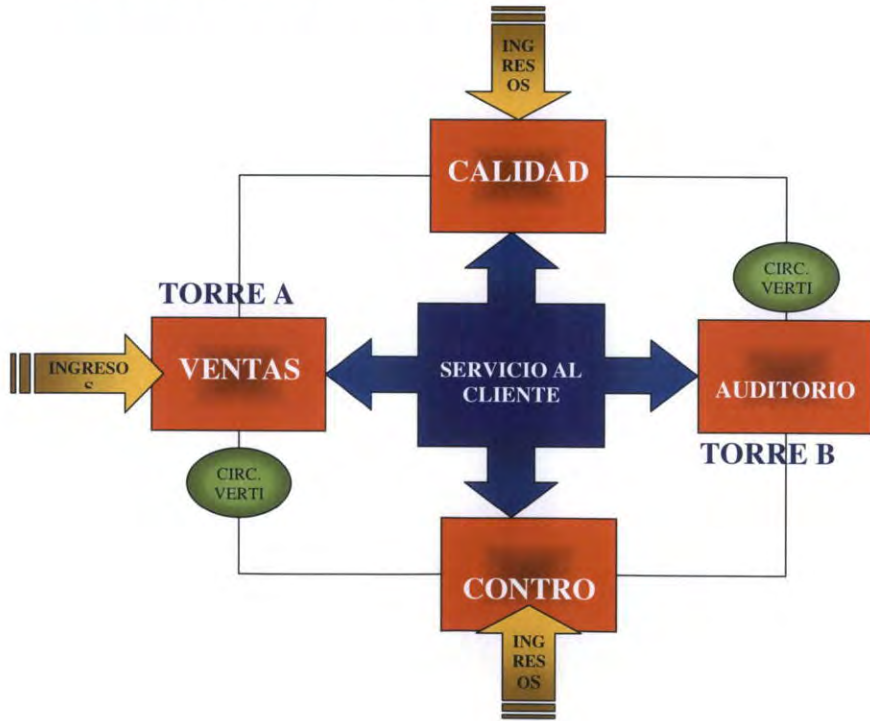 ING
RES
OS
CALIDAD
CIRC.
VERTI
TORRE A
INGRESO
S
VENTAS
SERVICIO AL
CLIENTE
AUDITORIO
TORRE B
CIRC.
VERTI
CONTRO
ING
RES
OS